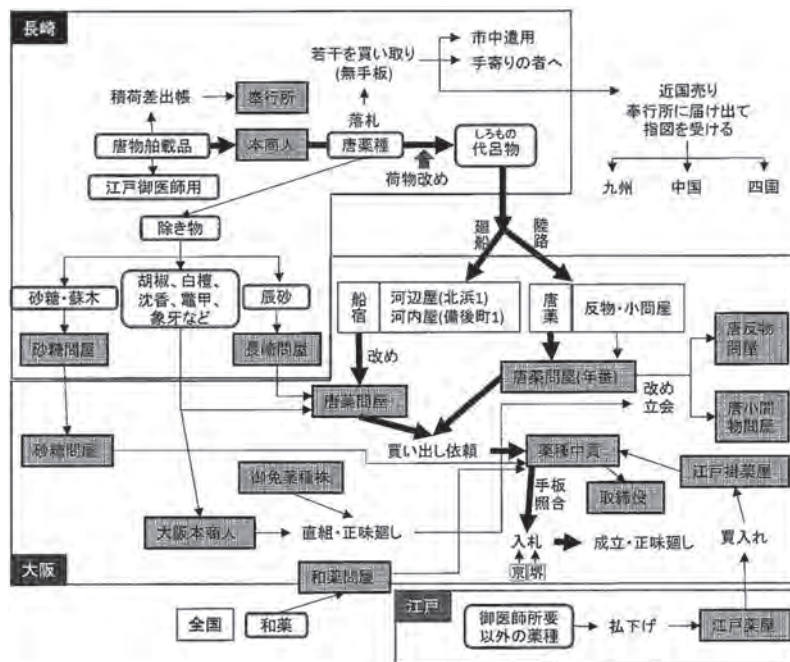 長崎
若干を買い取り
(無手板)
市中遣用
手寄りの者へ
積荷差出帳
奉行所
落札
近国売り
奉行所に届け出て
指図を受ける
唐物舶載品
本商人
唐薬種
しろもの
代呂物
江戸御医師用
荷物改め
九州
中国
四国
除き物
廻船
陸路
砂糖・蘇木
胡椒、白檀、
沈香、鼈甲、
象牙など
辰砂
船宿
河辺屋(北浜1)
河内屋(備後町1)
唐薬
反物・小間屋
唐反物
問屋
砂糖問屋
長崎問屋
改め
唐薬問屋
唐薬問屋(年番)
改め
立会
唐小間
物問屋
砂糖問屋
買い出し依頼
薬種中買
江戸掛薬屋
御免薬種株
手板
照合
取締役
大阪本商人
直組・正味廻し
入札
成立・正味廻し
買入れ
京
堺
大阪
和薬問屋
江戸
全国
和薬
御医師所要
以外の薬種
払下げ
江戸薬屋